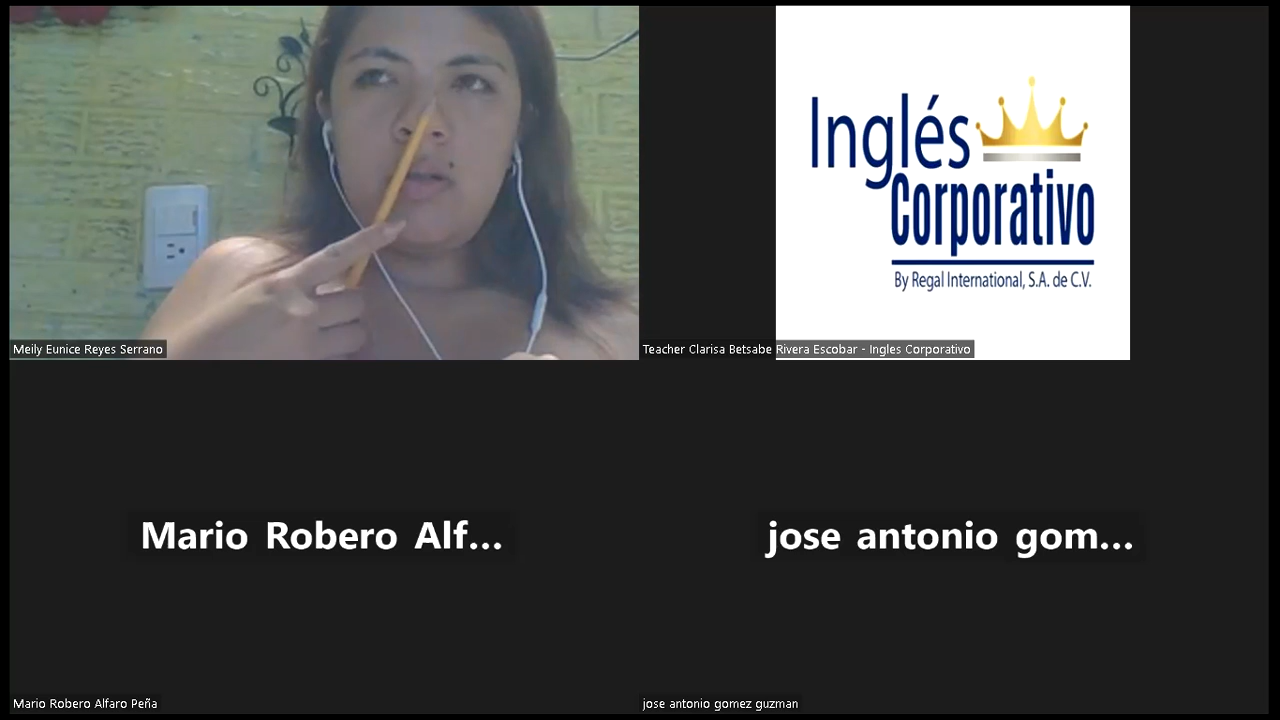 Inglés
Corporativo
By Regal International, S.A. de C.V.
Meily Eunice Reyes Serrano
Teacher Clarisa Betsabe Rivera Escobar - Ingles Corporativo
Mario Robero Alf...
jose antonio gom...
Mario Robero Alfaro Peña
jose antonio gomez guzman